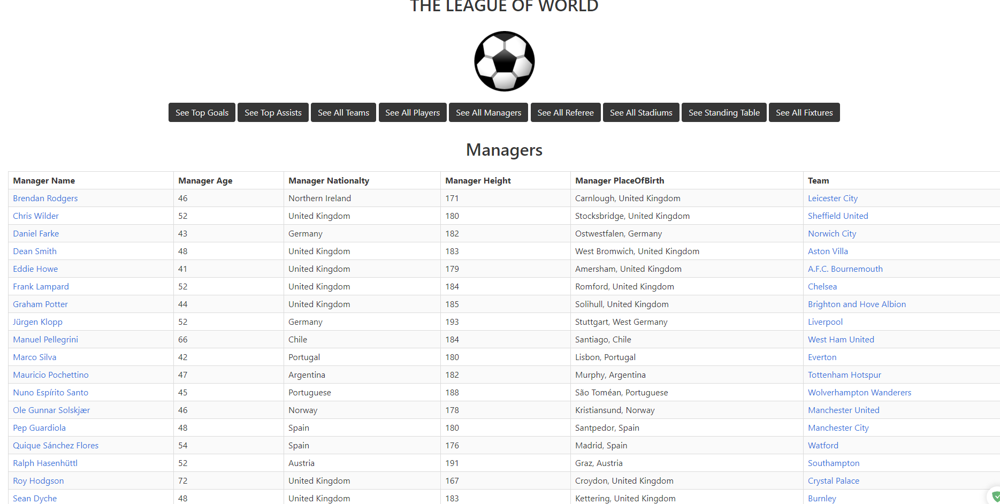 THE LEAGUE OF WORLD
See Top Goals See Top Assists See All Teams See All Players See All Managers See All Referee See All Stadiums See Standing Table See All Fixtures
Managers
Manager Name Manager Age Manager Nationalty Manager Height Manager PlaceOfBirth Team
Brendan Rodgers 46 Northern Ireland 171 Carnlough, United Kingdom Leicester City
Chris Wilder 52 United Kingdom 180 Stocksbridge, United Kingdom Sheffield United
Daniel Farke 43 Germany 182 Ostwestfalen, Germany Norwich City
Dean Smith 48 United Kingdom 183 West Bromwich, United Kingdom Aston Villa
Eddie Howe 41 United Kingdom 179 Amersham, United Kingdom A.F.C. Bournemouth
Frank Lampard 52 United Kingdom 184 Romford, United Kingdom Chelsea
Graham Potter 44 United Kingdom 185 Solihull, United Kingdom Brighton and Hove Albion
Jürgen Klopp 52 Germany 193 Stuttgart, West Germany Liverpool
Manuel Pellegrini 66 Chile 184 Santiago, Chile West Ham United
Marco Silva 42 Portugal 180 Lisbon, Portugal Everton
Mauricio Pochettino 47 Argentina 182 Murphy, Argentina Tottenham Hotspur
Nuno Espírito Santo 45 Portuguese 188 São Toméan, Portuguese Wolverhampton Wanderers
Ole Gunnar Solskjær 46 Norway 178 Kristiansund, Norway Manchester United
Pep Guardiola 48 Spain 180 Santpedor, Spain Manchester City
Quique Sánchez Flores 54 Spain 176 Madrid, Spain Watford
Ralph Hasenhüttl 52 Austria 191 Graz, Austria Southampton
Roy Hodgson 72 United Kingdom 167 Croydon, United Kingdom Crystal Palace
Sean Dyche 48 United Kingdom 183 Kettering, United Kingdom Burnley